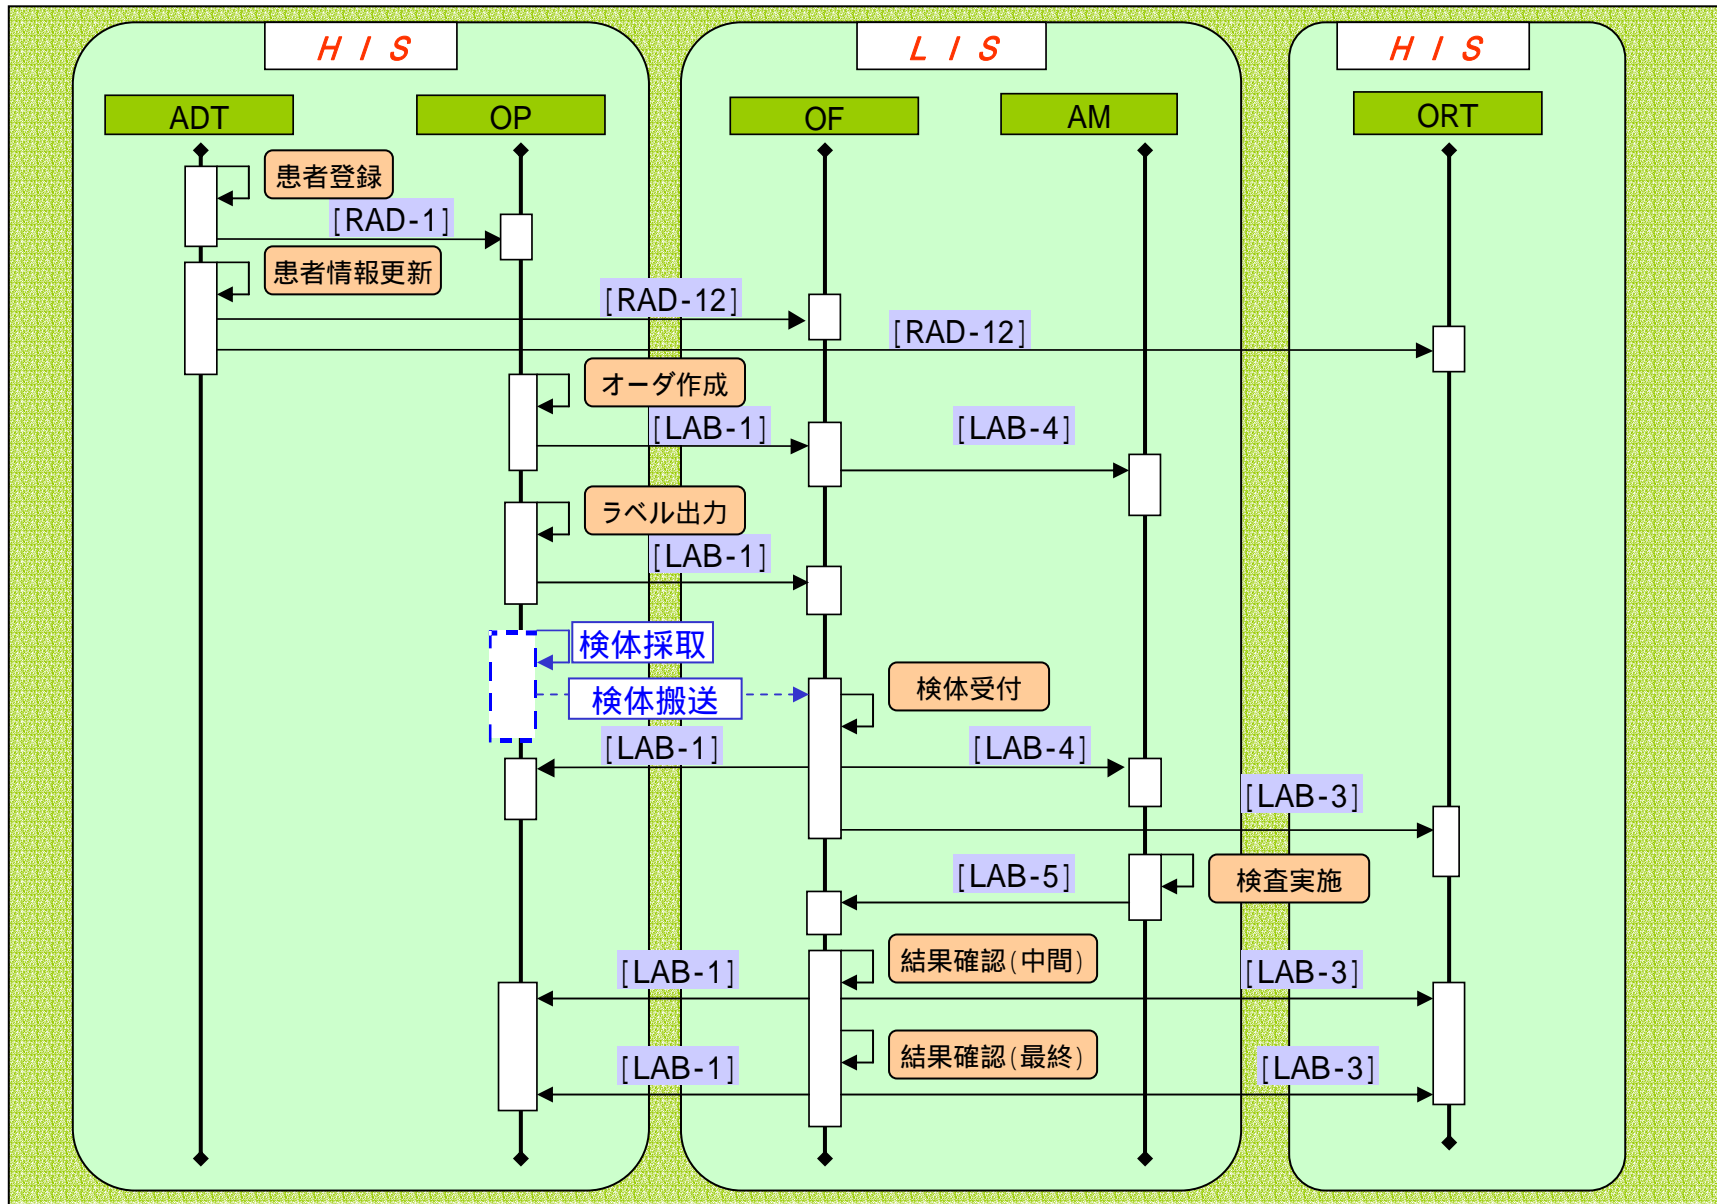 ＨＩＳ
ＬＩＳ
ＨＩＳ
ADT
OP
OF
AM
ORT
患者登録
[RAD-1]
患者情報更新
[RAD-12]
[RAD-12]
オーダ作成
[LAB-1]
[LAB-4]
ラベル出力
[LAB-1]
検体採取
検体搬送
検体受付
[LAB-1]
[LAB-4]
[LAB-3]
[LAB-5]
検査実施
結果確認(中間)
[LAB-1]
[LAB-3]
結果確認(最終)
[LAB-1]
[LAB-3]